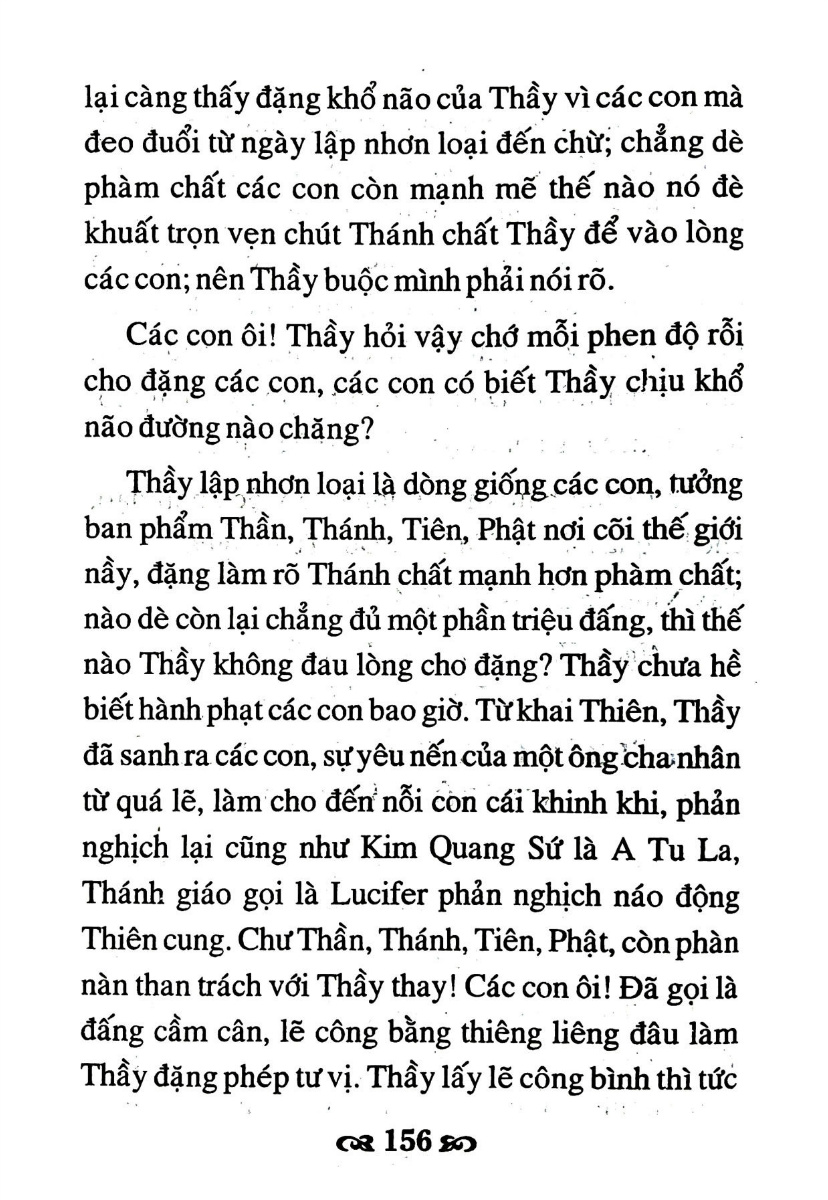 lại càng thấy đặng khổ não của Thầy vì các con mà
đeo đuổi từ ngày lập nhơn loại đến chừ; chẳng dè
phàm chất các con còn mạnh mẽ thế nào nó đè
khuất trọn vẹn chút Thánh chất Thầy để vào lòng
các con; nên Thầy buộc mình phải nói rõ.
Các con ôi! Thầy hỏi vậy chớ mỗi phen độ rỗi
cho đặng các con, các con có biết Thầy chịu khổ
não đường nào chăng?
Thầy lập nhơn loại là dòng giống các con, tưởng
ban phẩm Thần, Thánh, Tiên, Phật nơi cõi thế giới
nầy, đặng làm rõ Thánh chất mạnh hơn phàm chất;
nào dè còn lại chẳng đủ một phần triệu đấng, thì thế
nào Thầy không đau lòng cho đặng? Thầy chưa hề
biết hành phạt các con bao giờ. Từ khai Thiên, Thầy
đã sanh ra các con, sự yêu nến của một ông cha nhân
từ quá lẽ, làm cho đến nỗi con cái khinh khi, phản
nghịch lại cũng như Kim Quang Sứ là A Tu La,
Thánh giáo gọi là Lucifer phản nghịch náo động
Thiên cung. Chư Thần, Thánh, Tiên, Phật, còn phàn
nàn than trách với Thầy thay! Các con ôi! Đã gọi là
đấng cầm cân, lẽ công bằng thiêng liêng đâu làm
Thầy đặng phép tư vị. Thầy lấy lẽ công bình thì tức
156